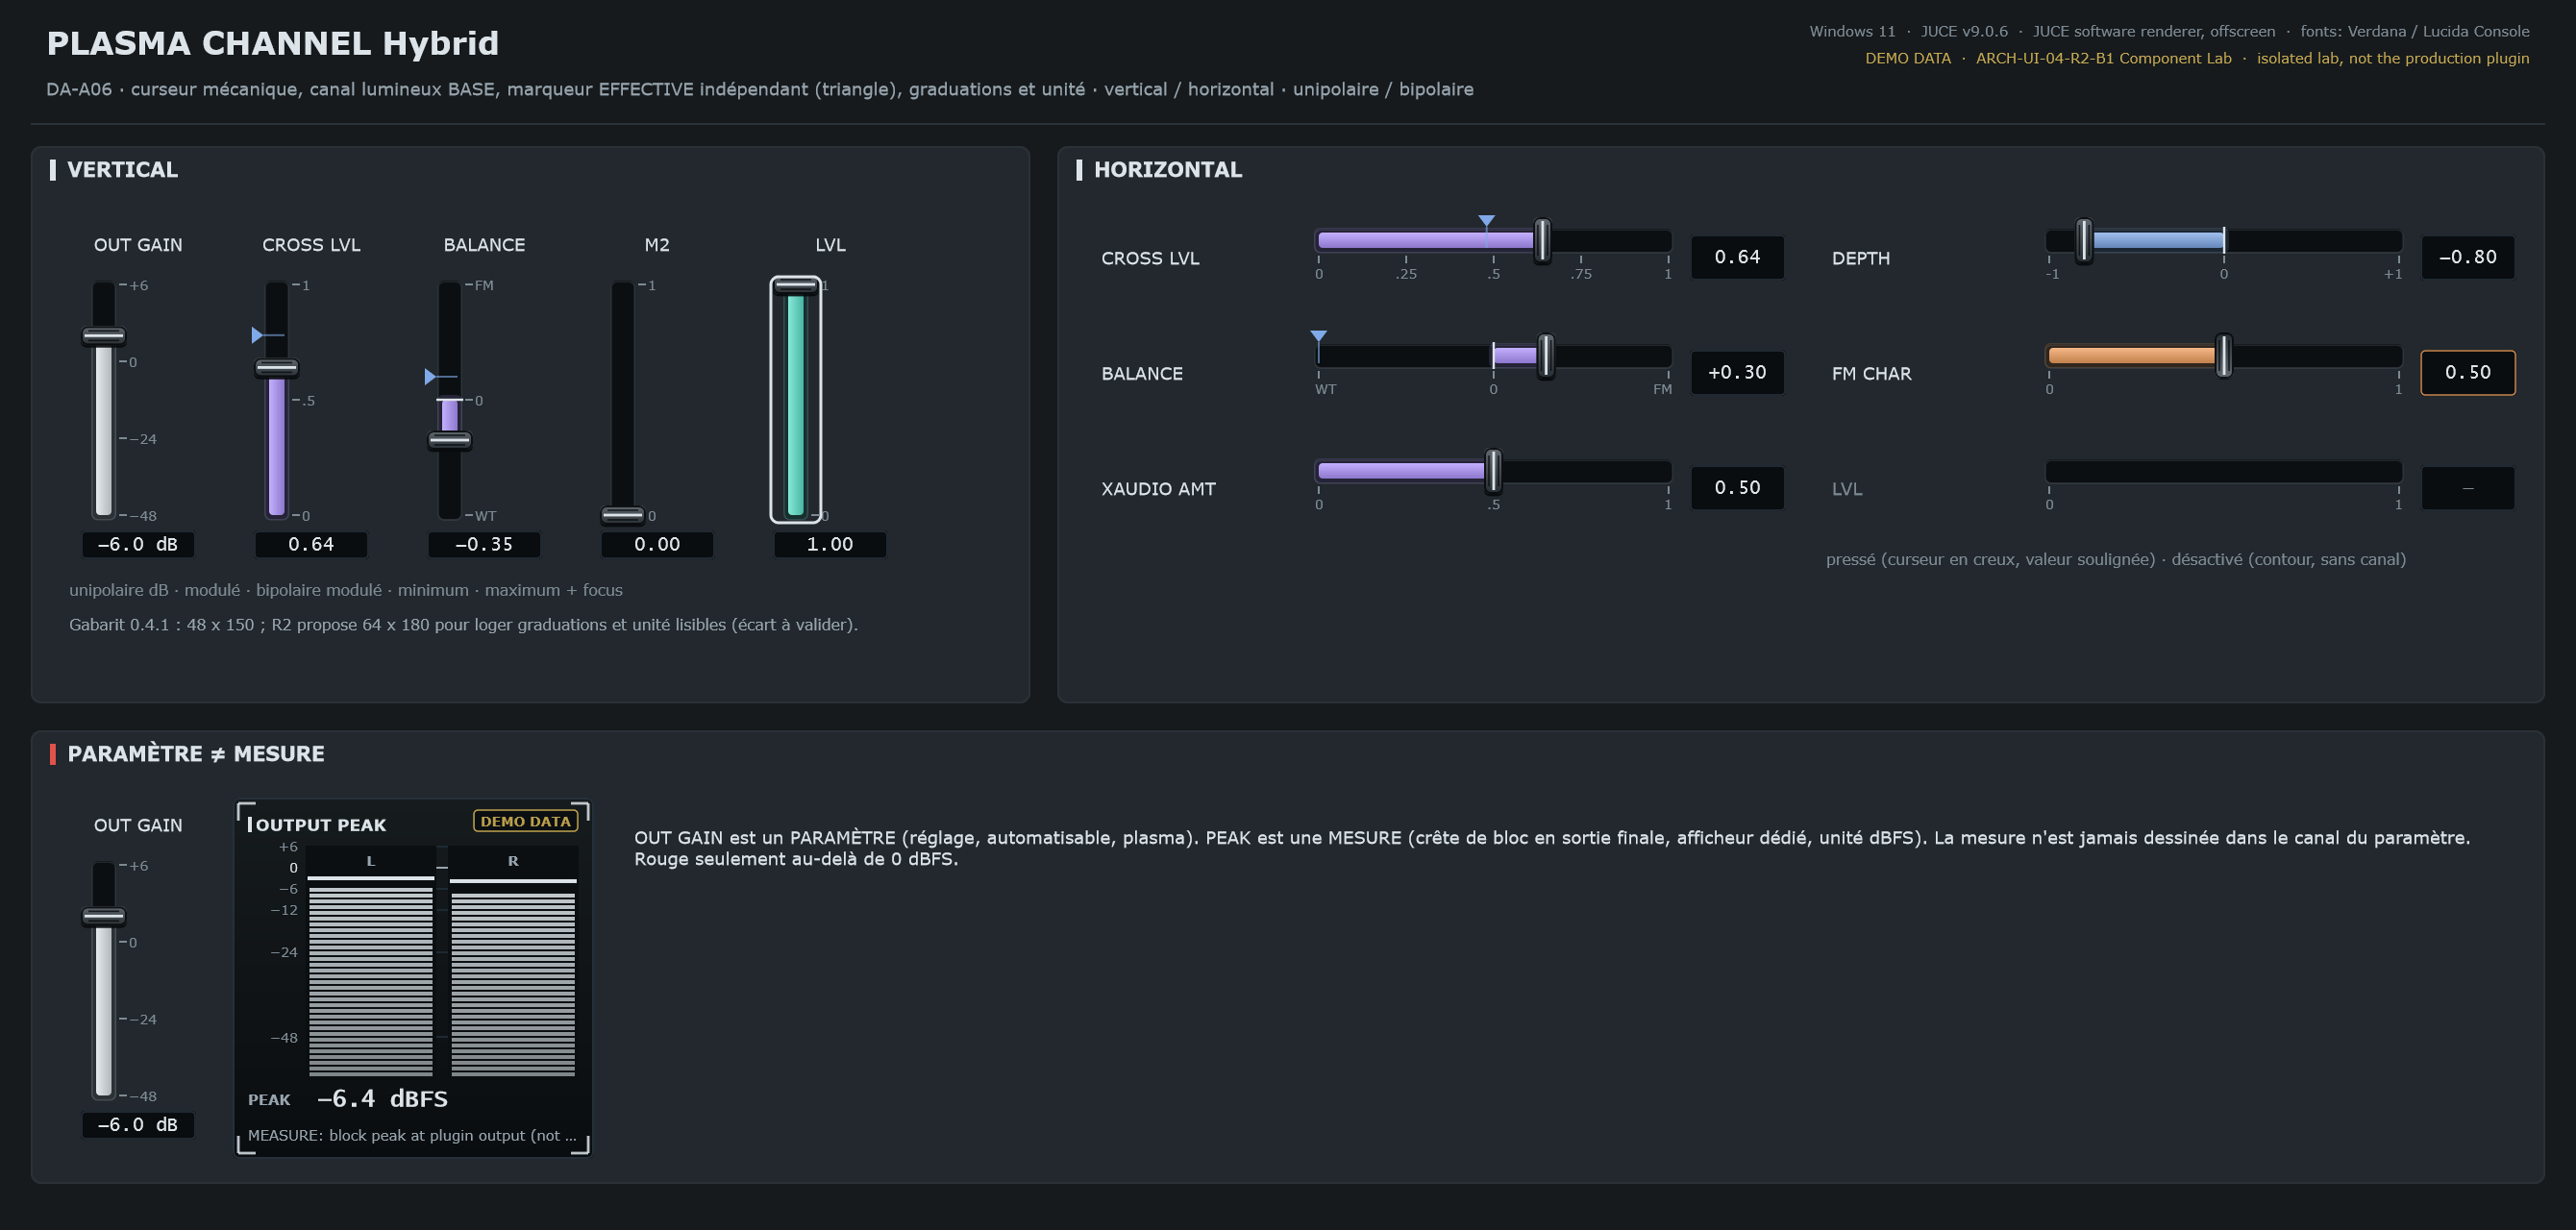 PLASMA CHANNEL Hybrid
Windows 11 · JUCE v9.0.6 · JUCE software renderer, offscreen · fonts: Verdana / Lucida Console
DEMO DATA · ARCH-UI-04-R2-B1 Component Lab · isolated lab, not the production plugin
DA-A06 · curseur mécanique, canal lumineux BASE, marqueur EFFECTIVE indépendant (triangle), graduations et unité · vertical / horizontal · unipolaire / bipolaire
VERTICAL
OUT GAIN
+6
0
−24
−48
−6.0 dB
CROSS LVL
1
.5
0
0.64
BALANCE
FM
0
WT
−0.35
M2
1
0
0.00
LVL
1
0
1.00
unipolaire dB · modulé · bipolaire modulé · minimum · maximum + focus
Gabarit 0.4.1 : 48 x 150 ; R2 propose 64 x 180 pour loger graduations et unité lisibles (écart à valider).
HORIZONTAL
CROSS LVL
0 .25 .5 .75 1
0.64
DEPTH
-1 0 +1
−0.80
BALANCE
WT 0 FM
+0.30
FM CHAR
0 1
0.50
XAUDIO AMT
0 .5 1
0.50
LVL
0 1
—
pressé (curseur en creux, valeur soulignée) · désactivé (contour, sans canal)
PARAMÈTRE ≠ MESURE
OUT GAIN
+6
0
−24
−48
−6.0 dB
OUTPUT PEAK
DEMO DATA
L R
+6
0
−6
−12
−24
−48
PEAK −6.4 dBFS
MEASURE: block peak at plugin output (not ...
OUT GAIN est un PARAMÈTRE (réglage, automatisable, plasma). PEAK est une MESURE (crête de bloc en sortie finale, afficheur dédié, unité dBFS). La mesure n'est jamais dessinée dans le canal du paramètre.
Rouge seulement au-delà de 0 dBFS.